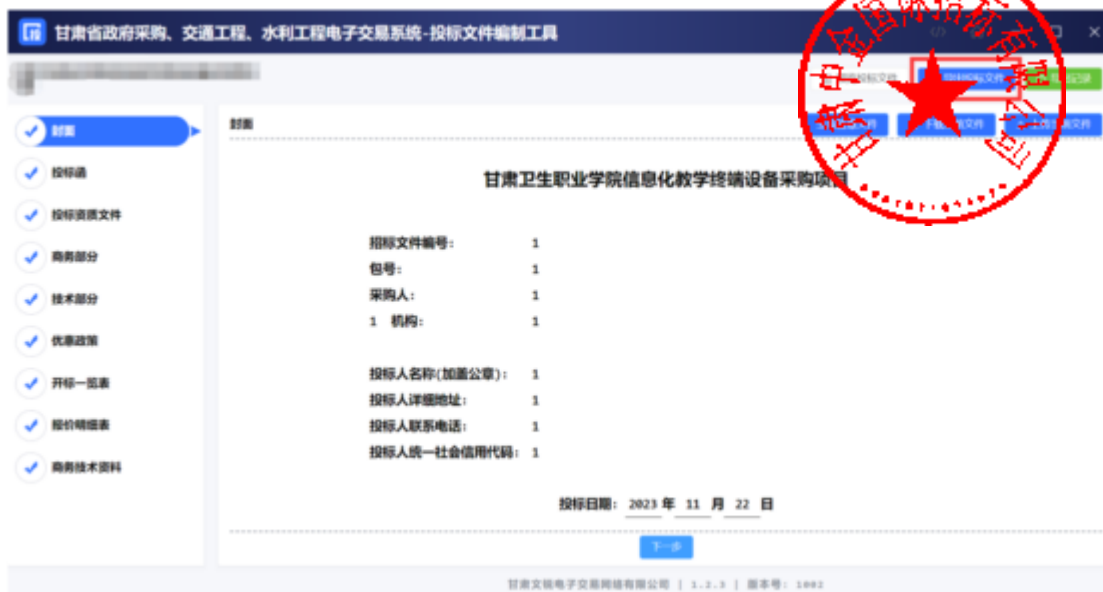 甘肃省政府采购、交通工程、水利工程电子交易系统-投标文件编制工具
封面
投标函
投标资质文件
商务部分
技术部分
优惠政策
开标一览表
报价明细表
商务技术资料
封面
甘肃卫生职业学院信息化教学终端设备采购项目
招标文件编号: 1
包号: 1
采购人: 1
1 机构: 1
投标人名称(加盖公章): 1
投标人详细地址: 1
投标人联系电话: 1
投标人统一社会信用代码: 1
投标日期: 2023 年 11 月 22 日
下一步
甘肃文锐电子交易网络有限公司 | 1.2.3 | 版本号: 1002